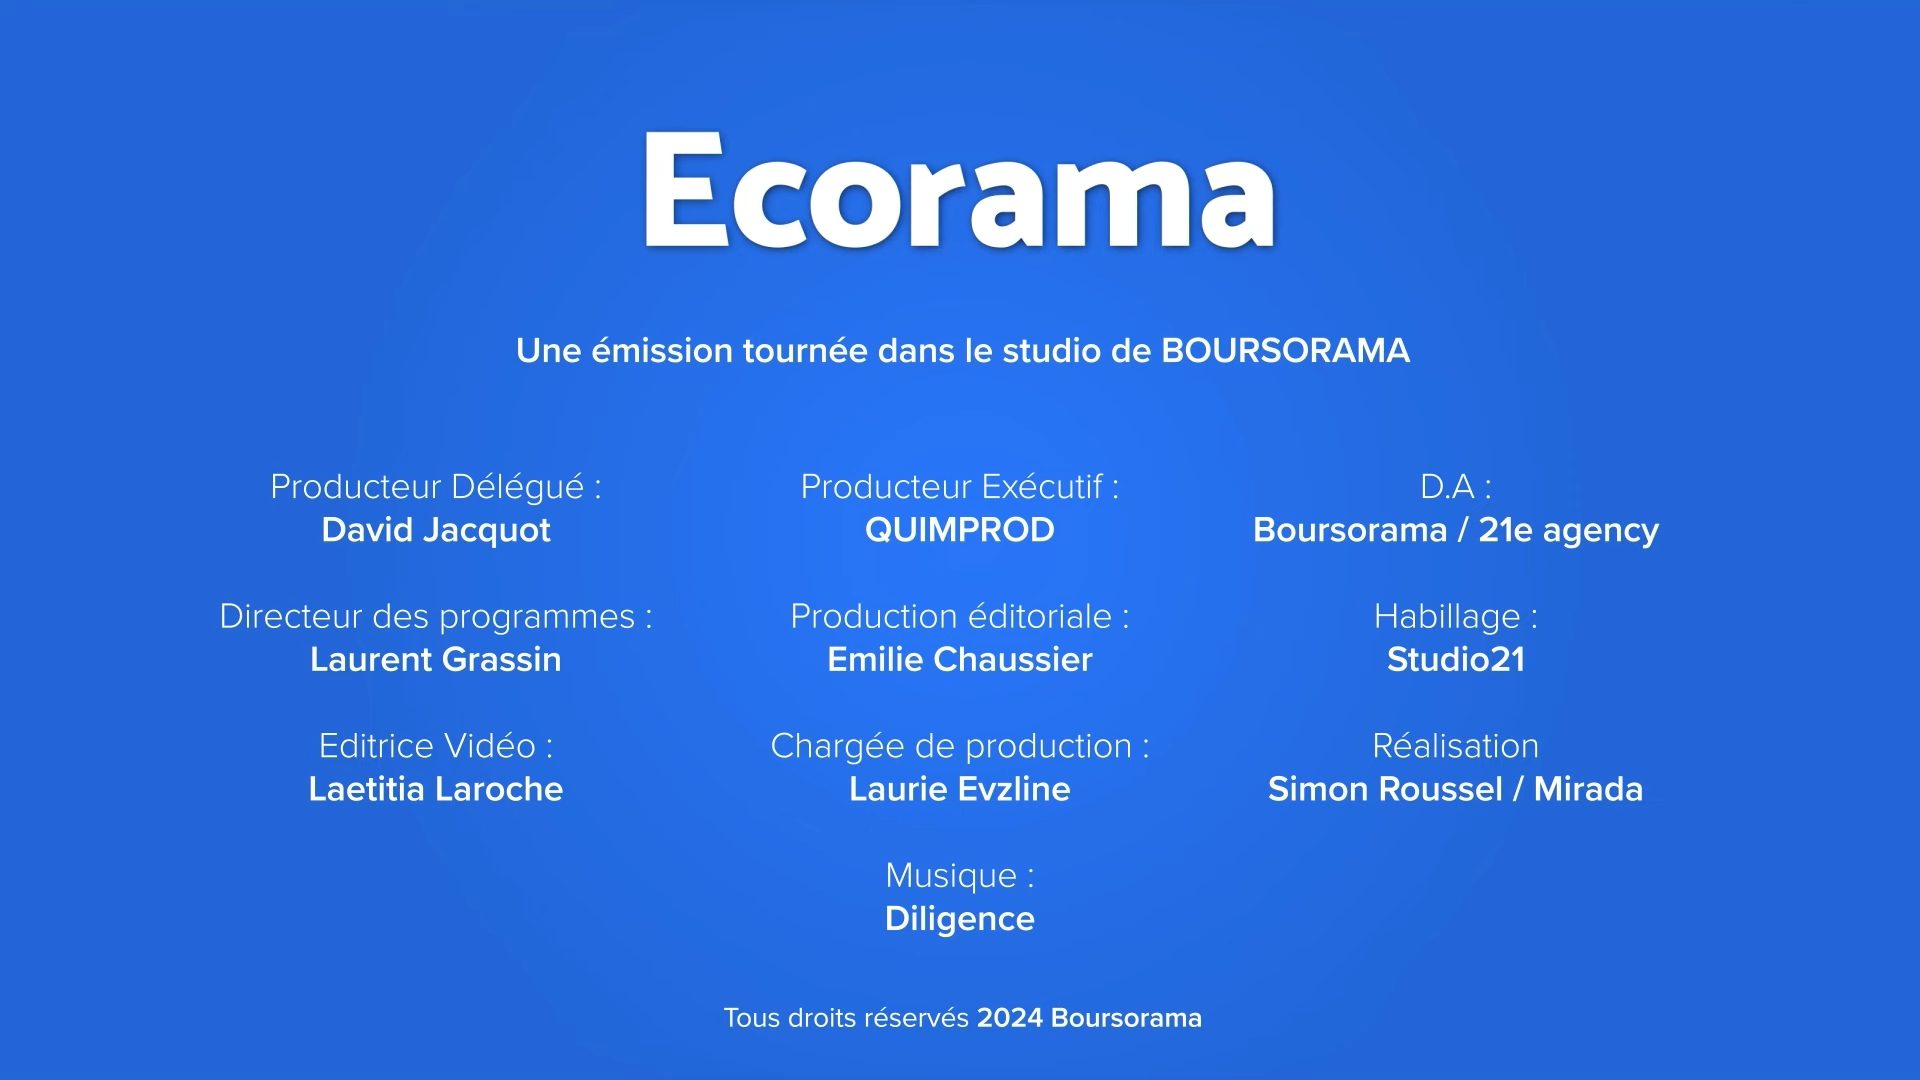 Ecorama
Une émission tournée dans le studio de BOURSORAMA
Producteur Délégué :
David Jacquot
Directeur des programmes :
Laurent Grassin
Editrice Vidéo :
Laetitia Laroche
Producteur Exécutif :
QUIMPROD
Production éditoriale :
Emilie Chaussier
Chargée de production :
Laurie Evzline
Musique :
Diligence
D.A :
Boursorama / 21e agency
Habillage :
Studio21
Réalisation
Simon Roussel / Mirada
Tous droits réservés 2024 Boursorama